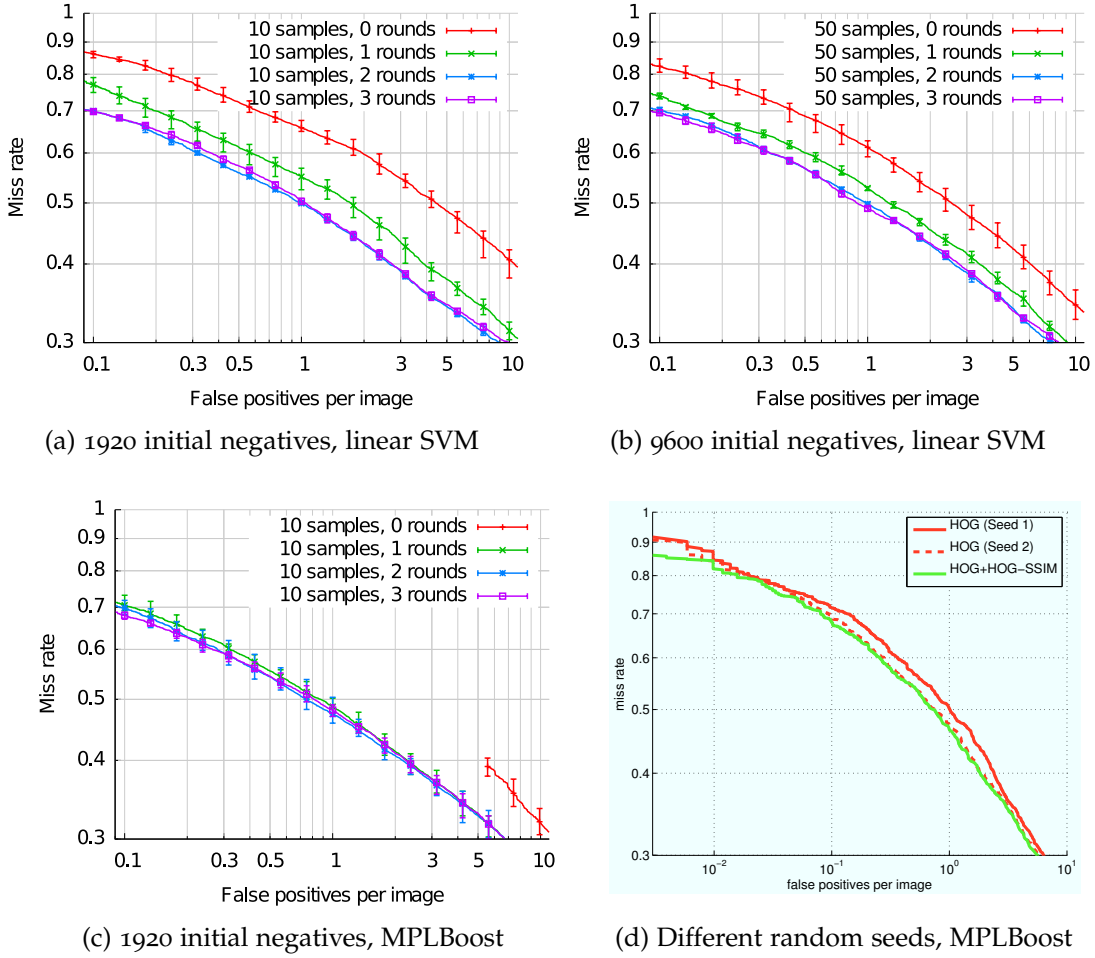 1
0.9
0.8
0.7
0.6
0.5
0.4
0.3
Miss rate
10 samples, 0 rounds
10 samples, 1 rounds
10 samples, 2 rounds
10 samples, 3 rounds
0.1 0.3 0.5 1 3 5 10
False positives per image
(a) 1920 initial negatives, linear SVM
1
0.9
0.8
0.7
0.6
0.5
0.4
0.3
Miss rate
50 samples, 0 rounds
50 samples, 1 rounds
50 samples, 2 rounds
50 samples, 3 rounds
0.1 0.3 0.5 1 3 5 10
False positives per image
(b) 9600 initial negatives, linear SVM
1
0.9
0.8
0.7
0.6
0.5
0.4
0.3
Miss rate
10 samples, 0 rounds
10 samples, 1 rounds
10 samples, 2 rounds
10 samples, 3 rounds
0.1 0.3 0.5 1 3 5 10
False positives per image
(c) 1920 initial negatives, MPLBoost
1
0.9
0.8
0.7
0.6
0.5
0.4
0.3
miss rate
HOG (Seed 1)
HOG (Seed 2)
HOG+HOG−SSIM
10⁻² 10⁻¹ 10⁰ 10¹
false positives per image
(d) Different random seeds, MPLBoost